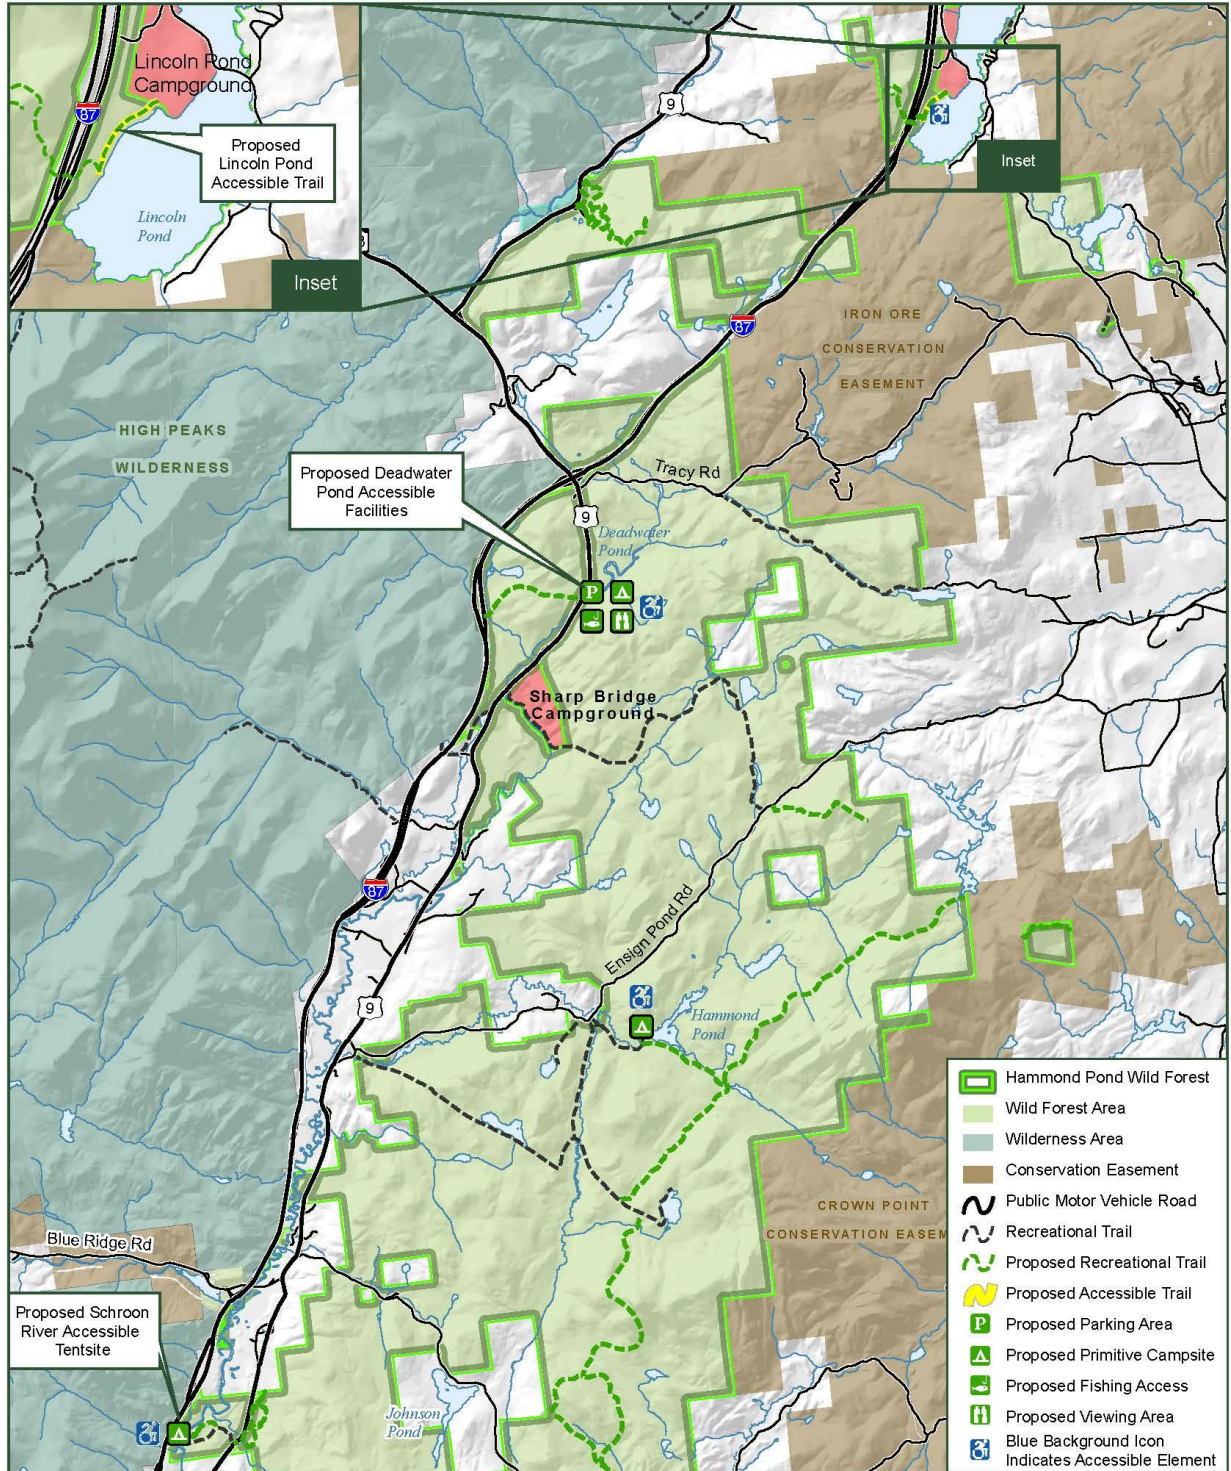 Lincoln Pond
Campground
87
Proposed
Lincoln Pond
Accessible Trail
Lincoln
Pond
Inset
9
Inset
87
IRON ORE
CONSERVATION
EASEMENT
HIGH PEAKS
WILDERNESS
Proposed Deadwater
Pond Accessible
Facilities
Tracy Rd
9
Deadwater
Pond
P
Sharp Bridge
Campground
87
Ensign Pond Rd
9
Hammond
Pond
CROWN POINT
CONSERVATION EASEM
Blue Ridge Rd
Proposed Schroon
River Accessible
Tentsite
Johnson
Pond
Hammond Pond Wild Forest
Wild Forest Area
Wilderness Area
Conservation Easement
Public Motor Vehicle Road
Recreational Trail
Proposed Recreational Trail
Proposed Accessible Trail
P Proposed Parking Area
Proposed Primitive Campsite
Proposed Fishing Access
Proposed Viewing Area
Blue Background Icon
Indicates Accessible Element